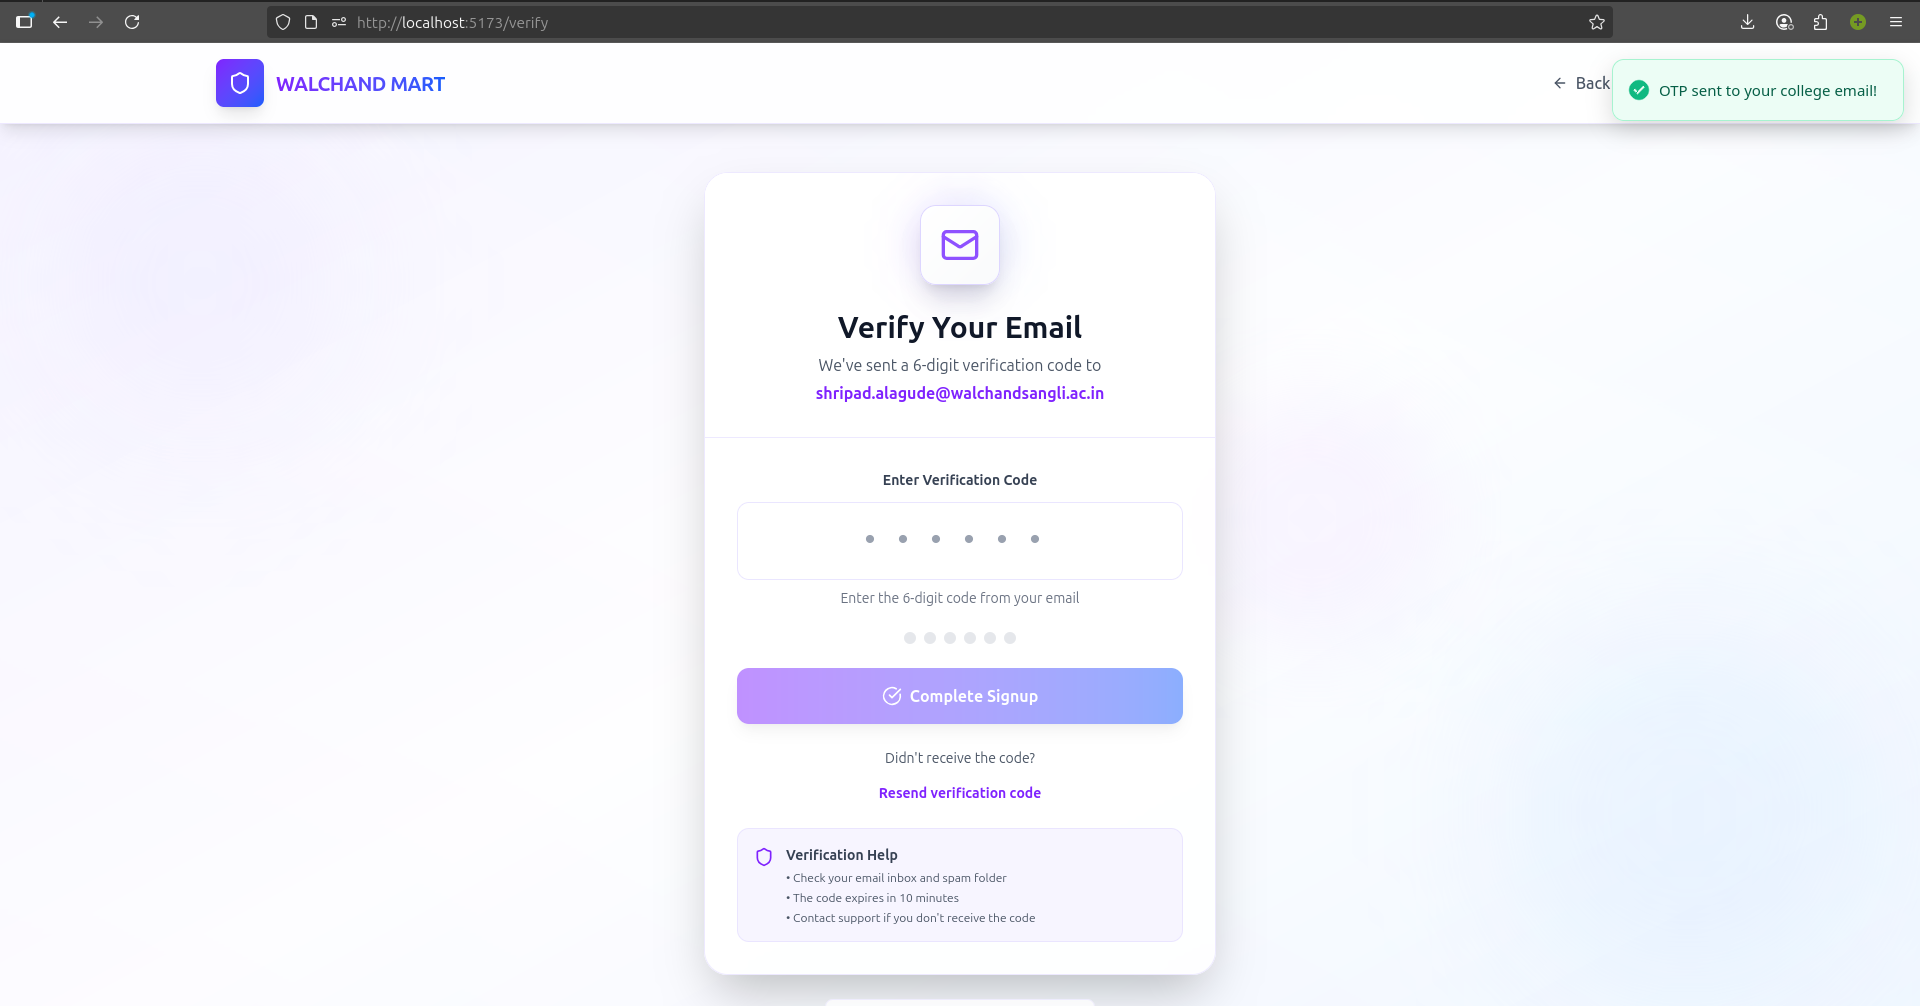 http://localhost:5173/verify
WALCHAND MART
Back
OTP sent to your college email!
Verify Your Email
We've sent a 6-digit verification code to
shripad.alagude@walchandsangli.ac.in
Enter Verification Code
Enter the 6-digit code from your email
Complete Signup
Didn't receive the code?
Resend verification code
Verification Help
• Check your email inbox and spam folder
• The code expires in 10 minutes
• Contact support if you don't receive the code